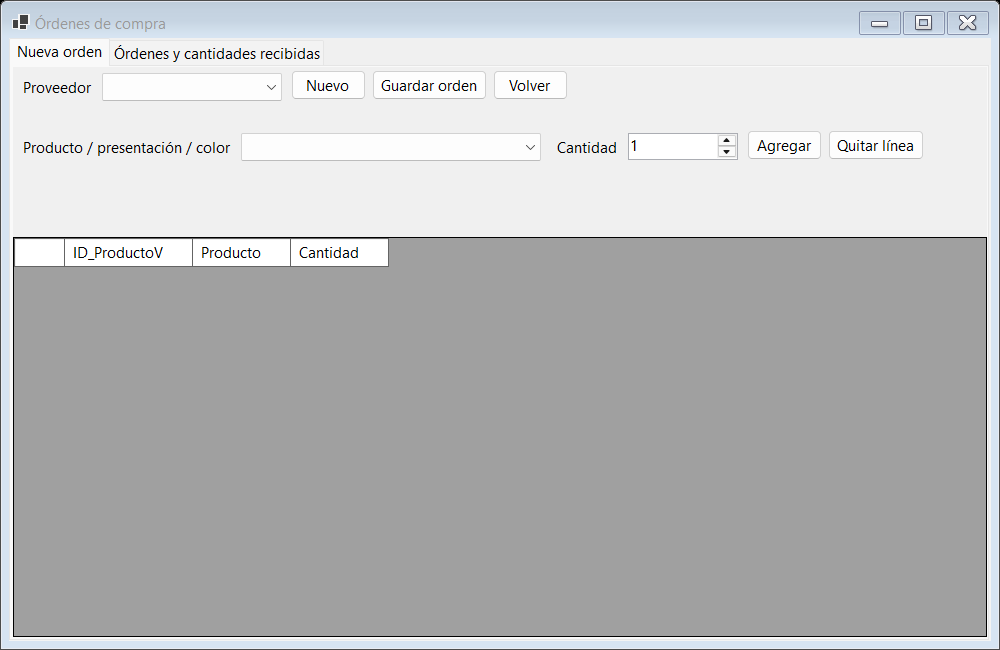 Órdenes de compra
Nueva orden Órdenes y cantidades recibidas
Proveedor Nuevo Guardar orden Volver
Producto / presentación / color Cantidad 1 Agregar Quitar línea
ID_ProductoV Producto Cantidad